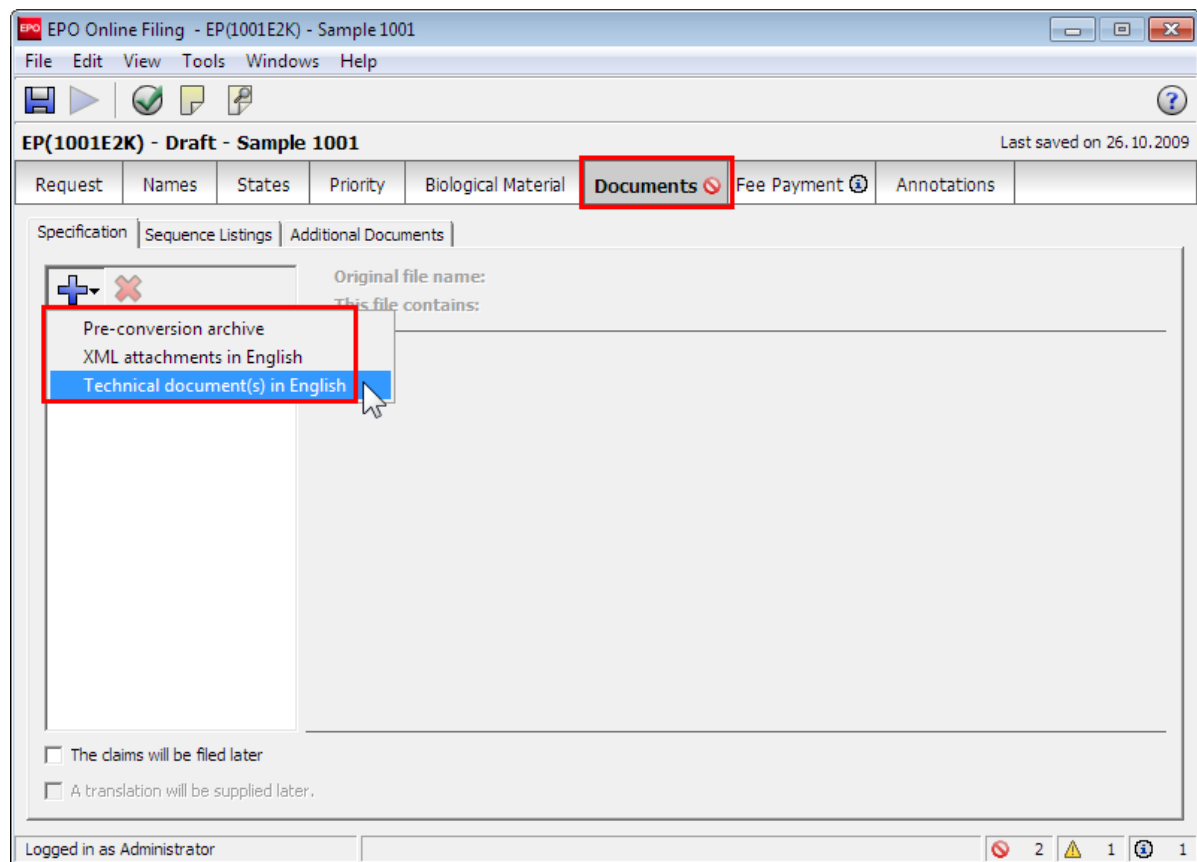 EPO EPO Online Filing - EP(1001E2K) - Sample 1001
File Edit View Tools Windows Help
EP(1001E2K) - Draft - Sample 1001 Last saved on 26.10.2009
Request Names States Priority Biological Material Documents Fee Payment Annotations
Specification Sequence Listings Additional Documents
Original file name:
This file contains:
Pre-conversion archive
XML attachments in English
Technical document(s) in English
The claims will be filed later
A translation will be supplied later.
Logged in as Administrator 2 1 1